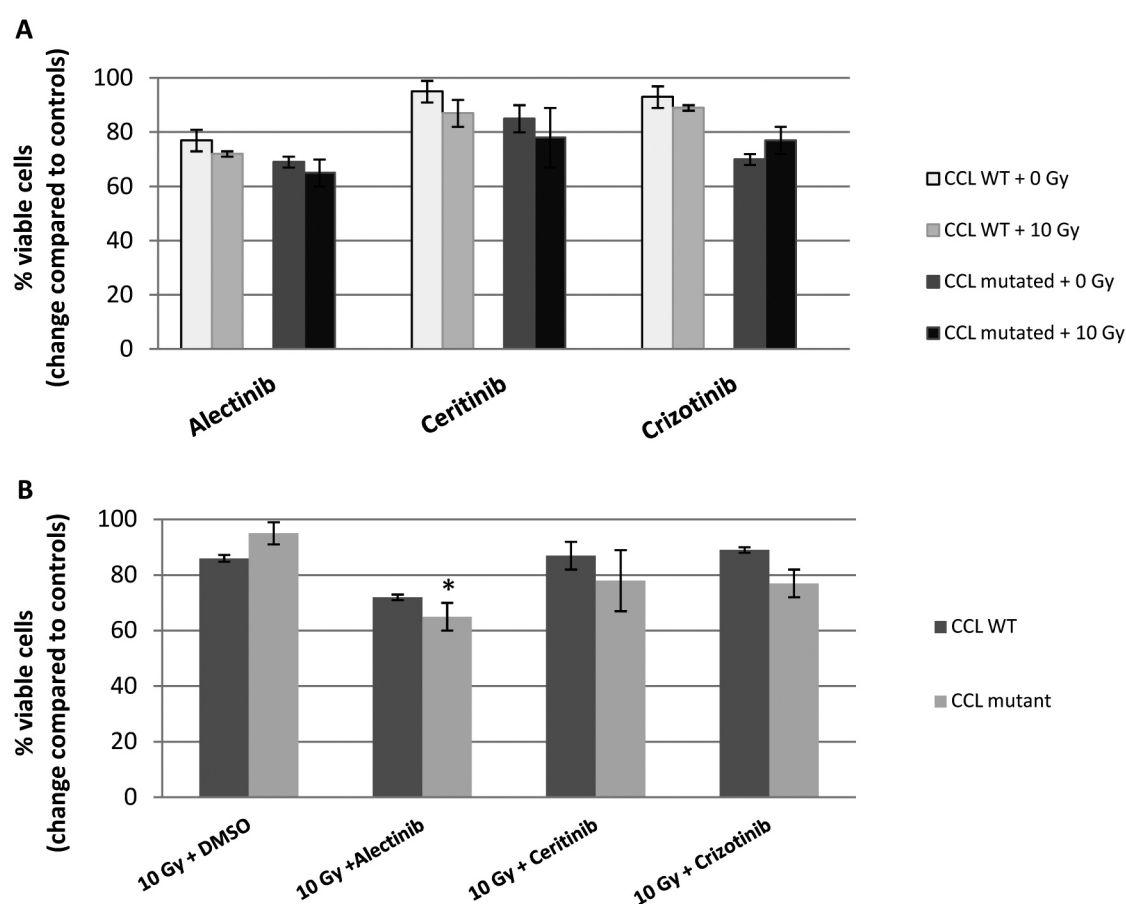 A
% viable cells
(change compared to controls)
100
80
60
40
20
0
Alectinib
Ceritinib
Crizotinib
CCL WT + 0 Gy
CCL WT + 10 Gy
CCL mutated + 0 Gy
CCL mutated + 10 Gy
B
% viable cells
(change compared to controls)
100
80
60
40
20
0
*
10 Gy + DMSO
10 Gy +Alectinib
10 Gy + Ceritinib
10 Gy + Crizotinib
CCL WT
CCL mutant